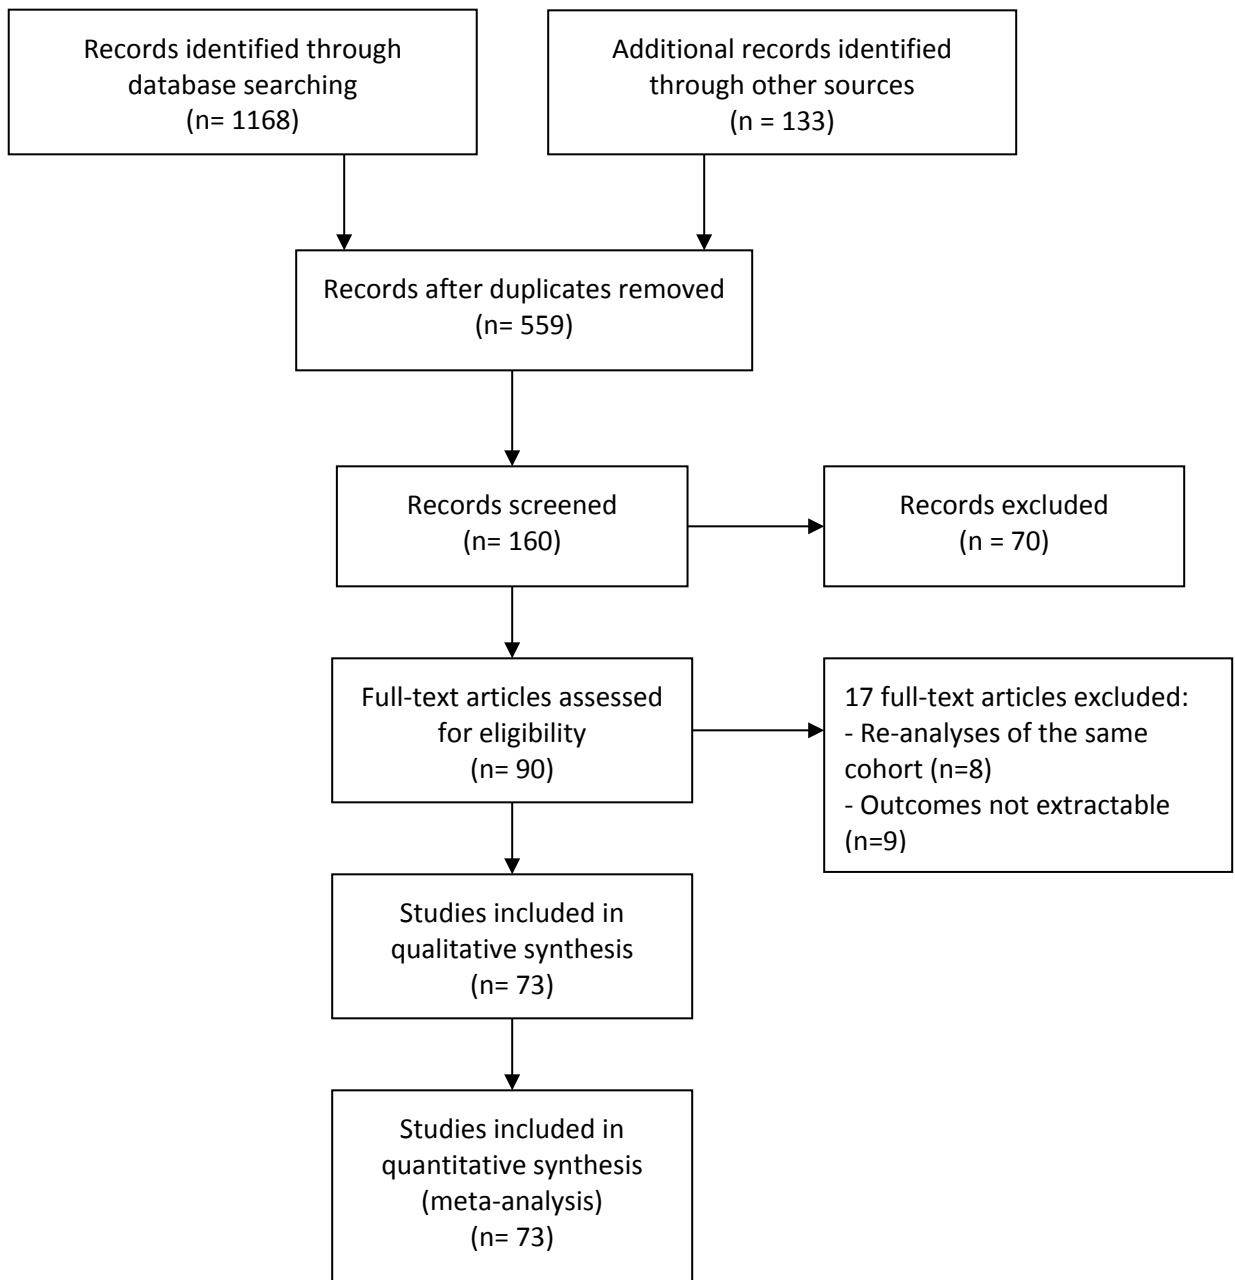 Records identified through
database searching
(n= 1168)
Additional records identified
through other sources
(n = 133)
Records after duplicates removed
(n= 559)
Records screened
(n= 160)
Records excluded
(n = 70)
Full-text articles assessed
for eligibility
(n= 90)
17 full-text articles excluded:
- Re-analyses of the same
cohort (n=8)
- Outcomes not extractable
(n=9)
Studies included in
qualitative synthesis
(n= 73)
Studies included in
quantitative synthesis
(meta-analysis)
(n= 73)